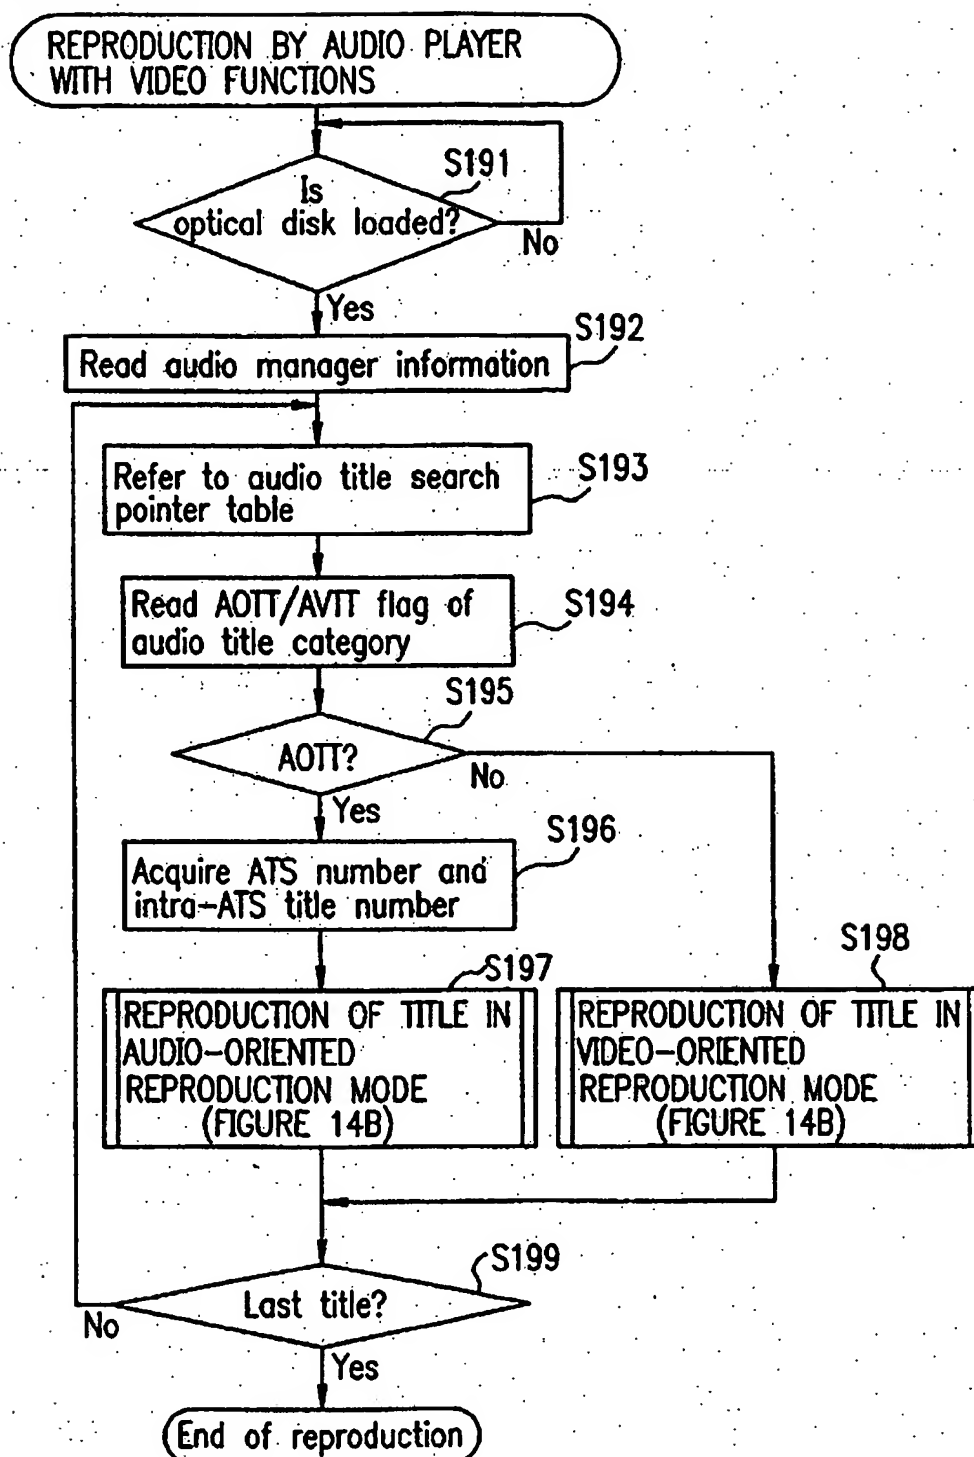 REPRODUCTION BY AUDIO PLAYER
WITH VIDEO FUNCTIONS
S191
Is
optical disk loaded?
No
Yes
S192
Read audio manager information
S193
Refer to audio title search
pointer table
S194
Read AOTT/AVTT flag of
audio title category
S195
AOTT?
No
Yes
S196
Acquire ATS number and
intra-ATS title number
S197
REPRODUCTION OF TITLE IN
AUDIO-ORIENTED
REPRODUCTION MODE
(FIGURE 14B)
S198
REPRODUCTION OF TITLE IN
VIDEO-ORIENTED
REPRODUCTION MODE
(FIGURE 14B)
S199
Last title?
No
Yes
End of reproduction